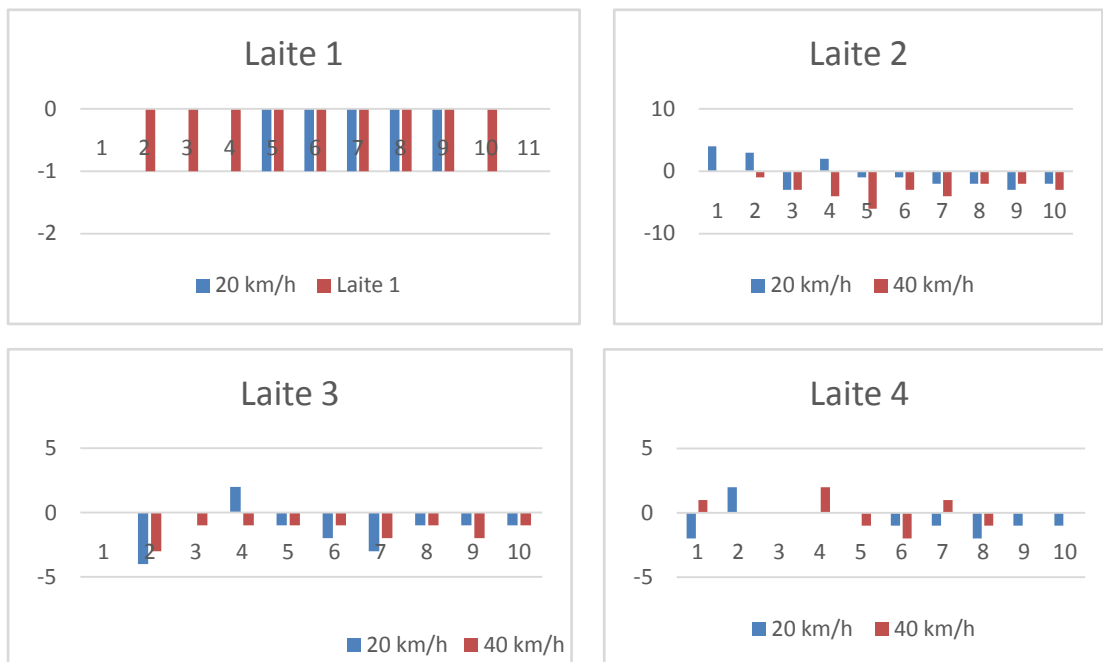 Laite 1
0
1 2 3 4 5 6 7 8 9 10 11
-1
-2
20 km/h Laite 1
Laite 2
10
0
1 2 3 4 5 6 7 8 9 10
-10
20 km/h 40 km/h
Laite 3
5
0
1 2 3 4 5 6 7 8 9 10
-5
20 km/h 40 km/h
Laite 4
5
0
1 2 3 4 5 6 7 8 9 10
-5
20 km/h 40 km/h